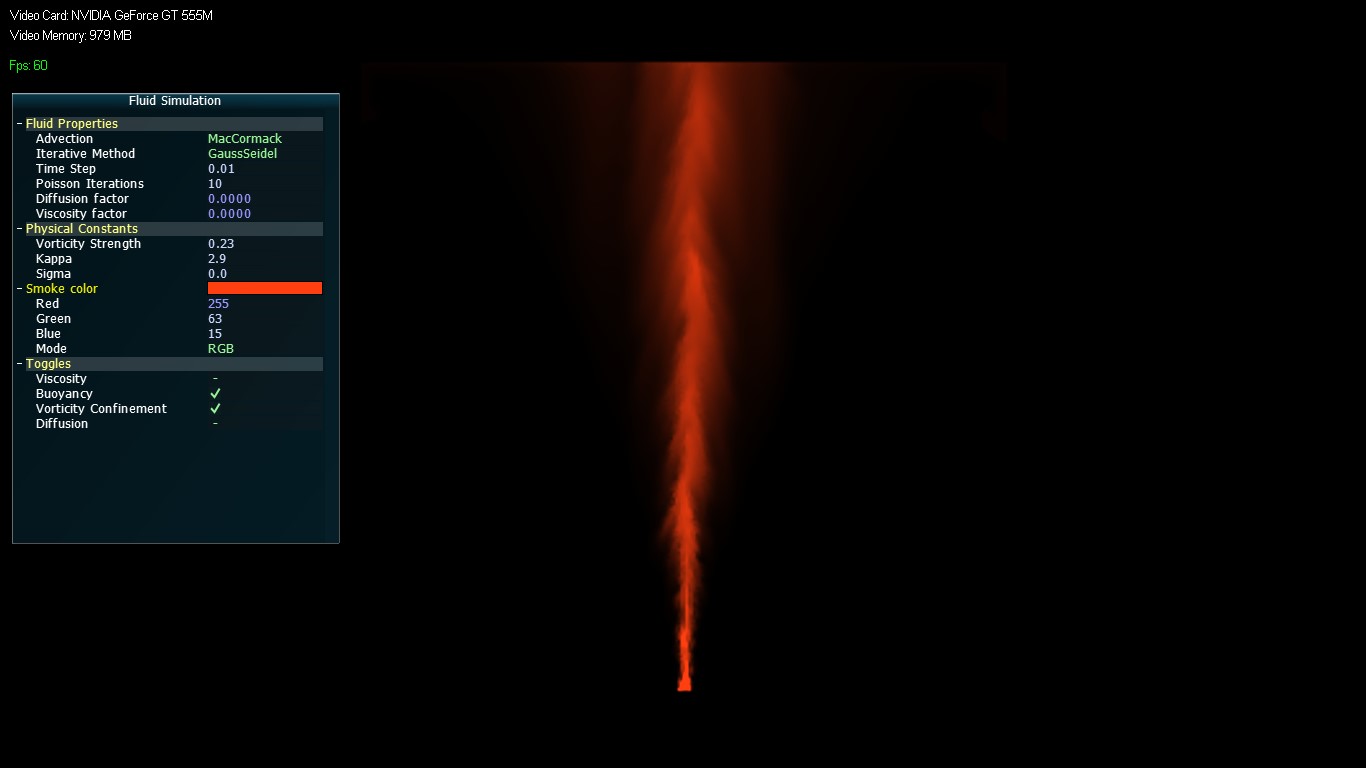 Video Card: NVIDIA GeForce GT 555M
Video Memory: 979 MB
Fps: 60
Fluid Simulation
- Fluid Properties
Advection MacCormack
Iterative Method GaussSeidel
Time Step 0.01
Poisson Iterations 10
Diffusion factor 0.0000
Viscosity factor 0.0000
- Physical Constants
Vorticity Strength 0.23
Kappa 2.9
Sigma 0.0
- Smoke color
Red 255
Green 63
Blue 15
Mode RGB
- Toggles
Viscosity -
Buoyancy ✓
Vorticity Confinement ✓
Diffusion -